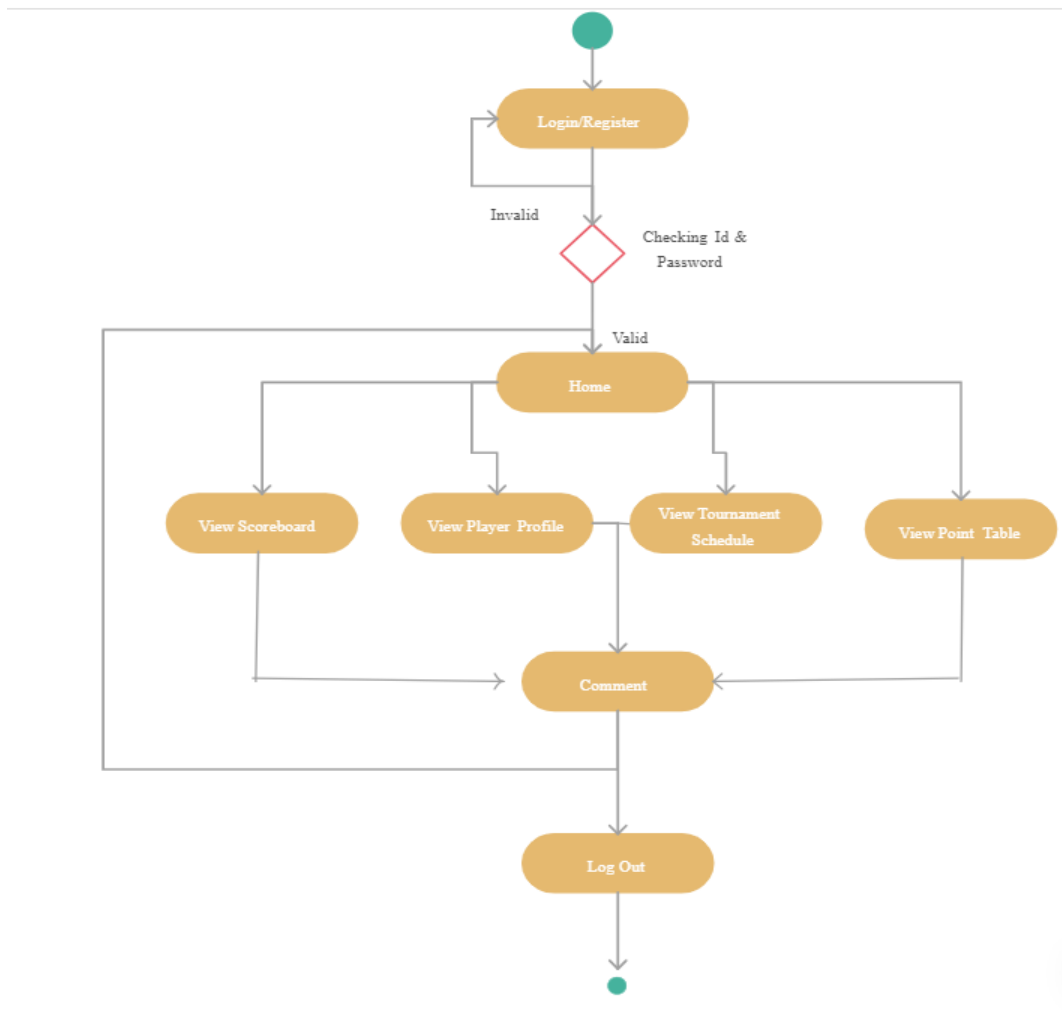 Login/Register
Invalid
Checking Id &
Password
Valid
Home
View Scoreboard
View Player Profile
View Tournament
Schedule
View Point Table
Comment
Log Out